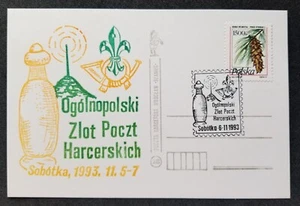 Ogólnopolski
Zlot Poczt
Harcerskich
Sobótka, 1993. 11. 5-7
1500 zł
Polska
Ogólnopolski
Zlot Poczt
Harcerskich
Sobótka 6·11·1993